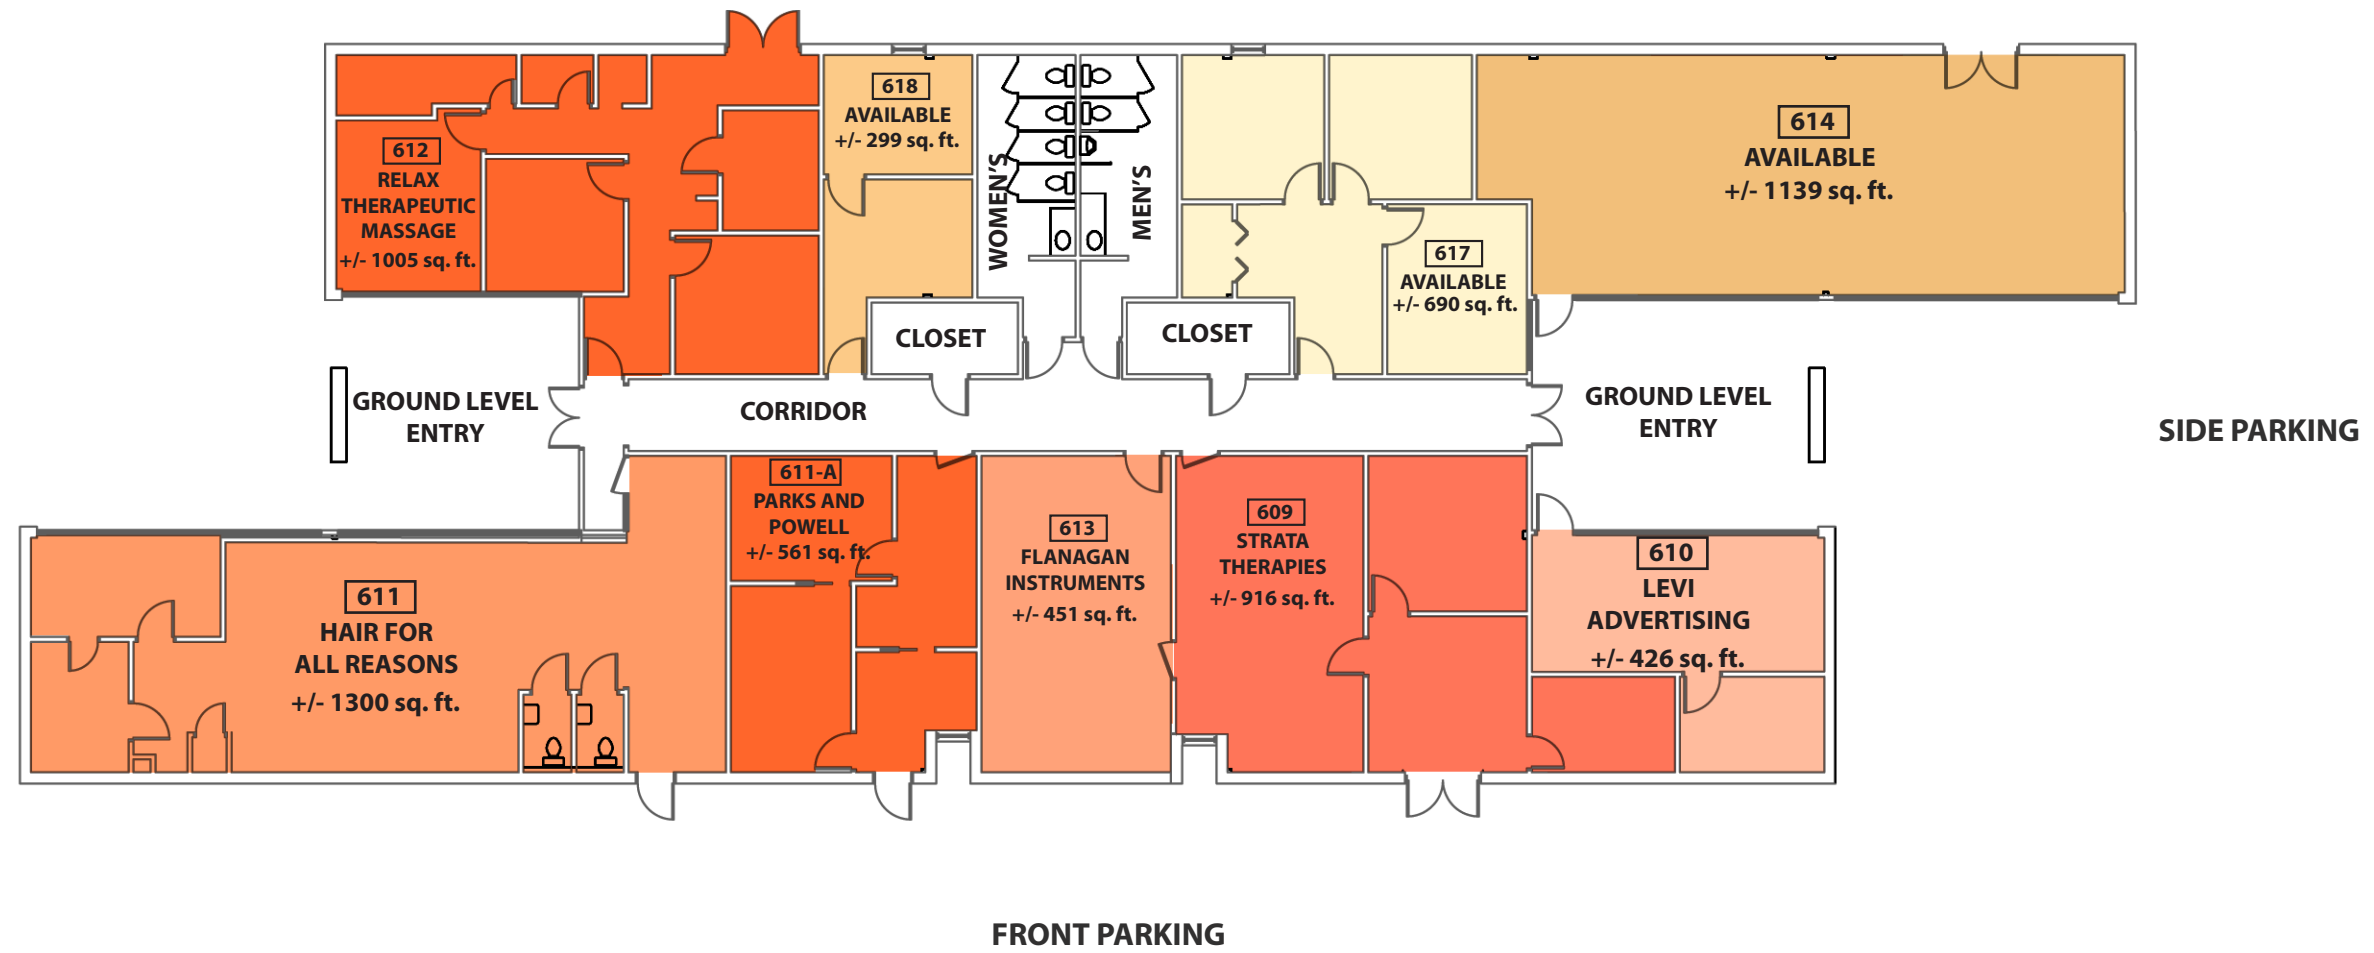 612
RELAX
THERAPEUTIC
MASSAGE
+/- 1005 sq. ft.
618
AVAILABLE
+/- 299 sq. ft.
WOMEN'S
MEN'S
617
AVAILABLE
+/- 690 sq. ft.
614
AVAILABLE
+/- 1139 sq. ft.
CLOSET
CLOSET
GROUND LEVEL
ENTRY
CORRIDOR
GROUND LEVEL
ENTRY
SIDE PARKING
611
HAIR FOR
ALL REASONS
+/- 1300 sq. ft.
611-A
PARKS AND
POWELL
+/- 561 sq. ft.
613
FLANAGAN
INSTRUMENTS
+/- 451 sq. ft.
609
STRATA
THERAPIES
+/- 916 sq. ft.
610
LEVI
ADVERTISING
+/- 426 sq. ft.
FRONT PARKING